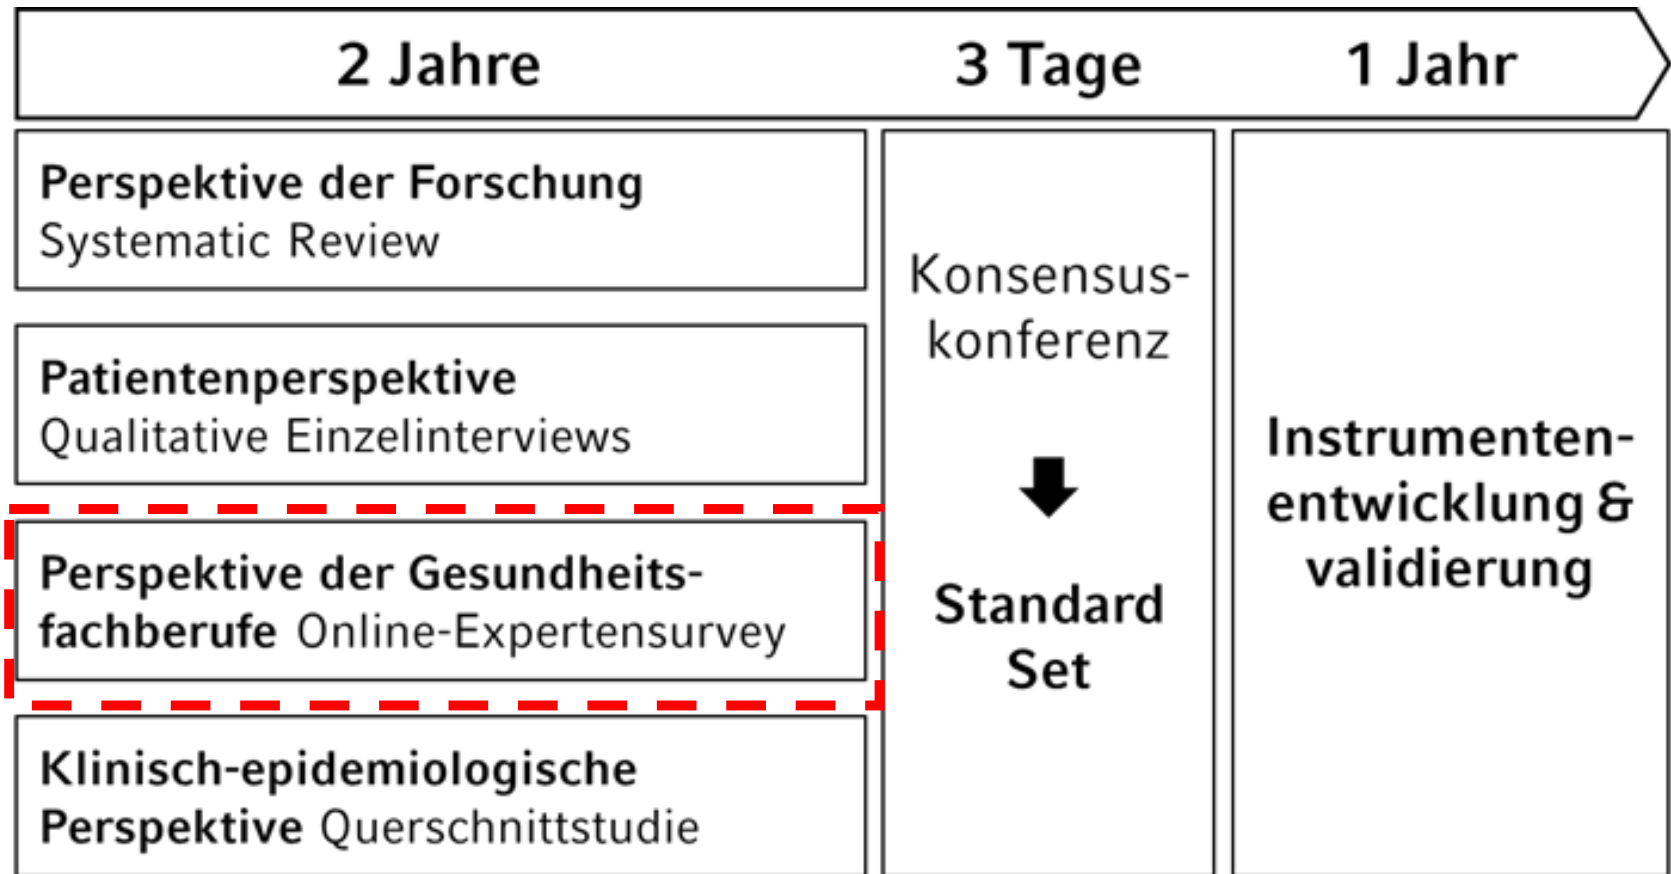 2 Jahre
3 Tage
1 Jahr
Perspektive der Forschung
Systematic Review
Patientenperspektive
Qualitative Einzelinterviews
Perspektive der Gesundheits-
fachberufe Online-Expertensurvey
Klinisch-epidemiologische
Perspektive Querschnittstudie
Konsensus-
konferenz
Standard
Set
Instrumenten-
entwicklung &
validierung